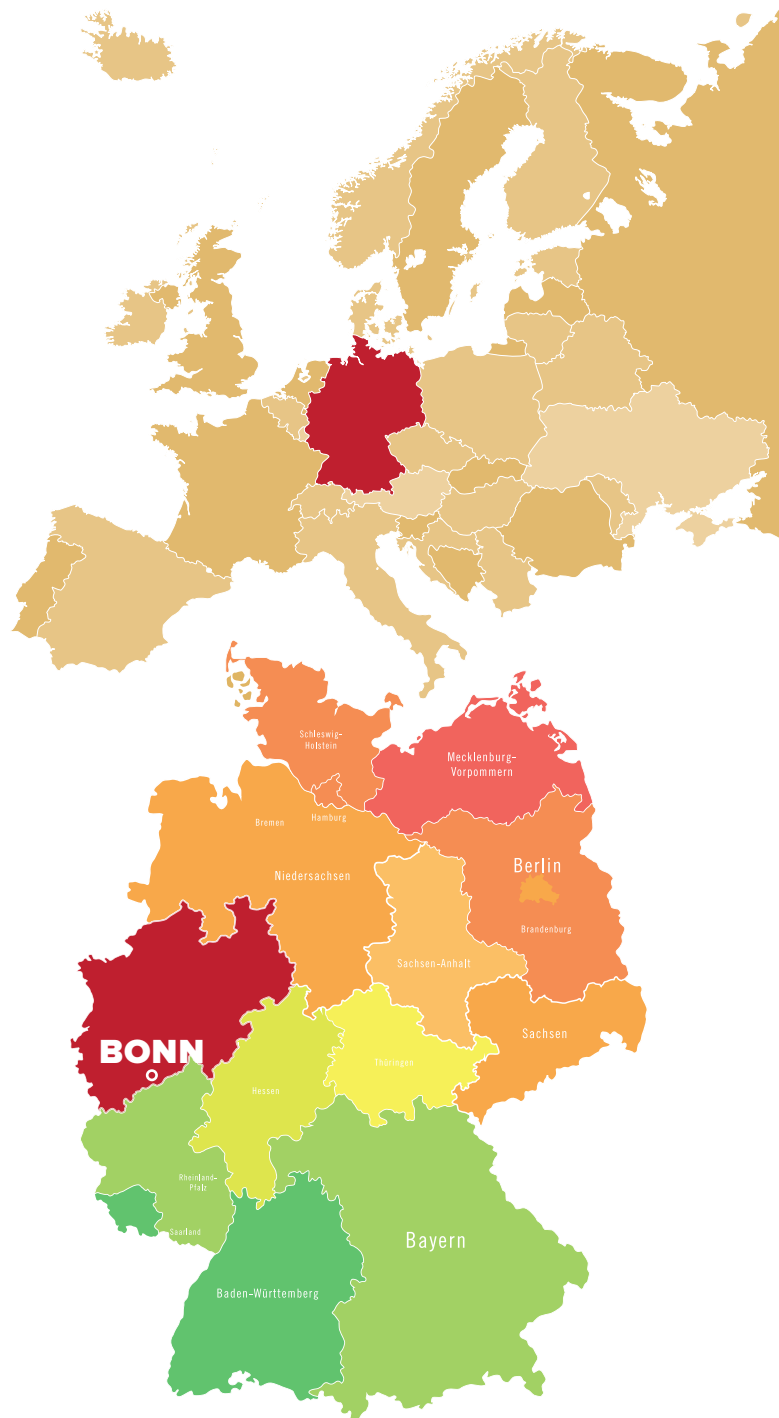 Schleswig-
Holstein
Mecklenburg-
Vorpommern
Hamburg
Bremen
Berlin
Niedersachsen
Brandenburg
Sachsen-Anhalt
Sachsen
BONN
Thüringen
Hessen
Rheinland-
Pfalz
Saarland
Bayern
Baden-Württemberg